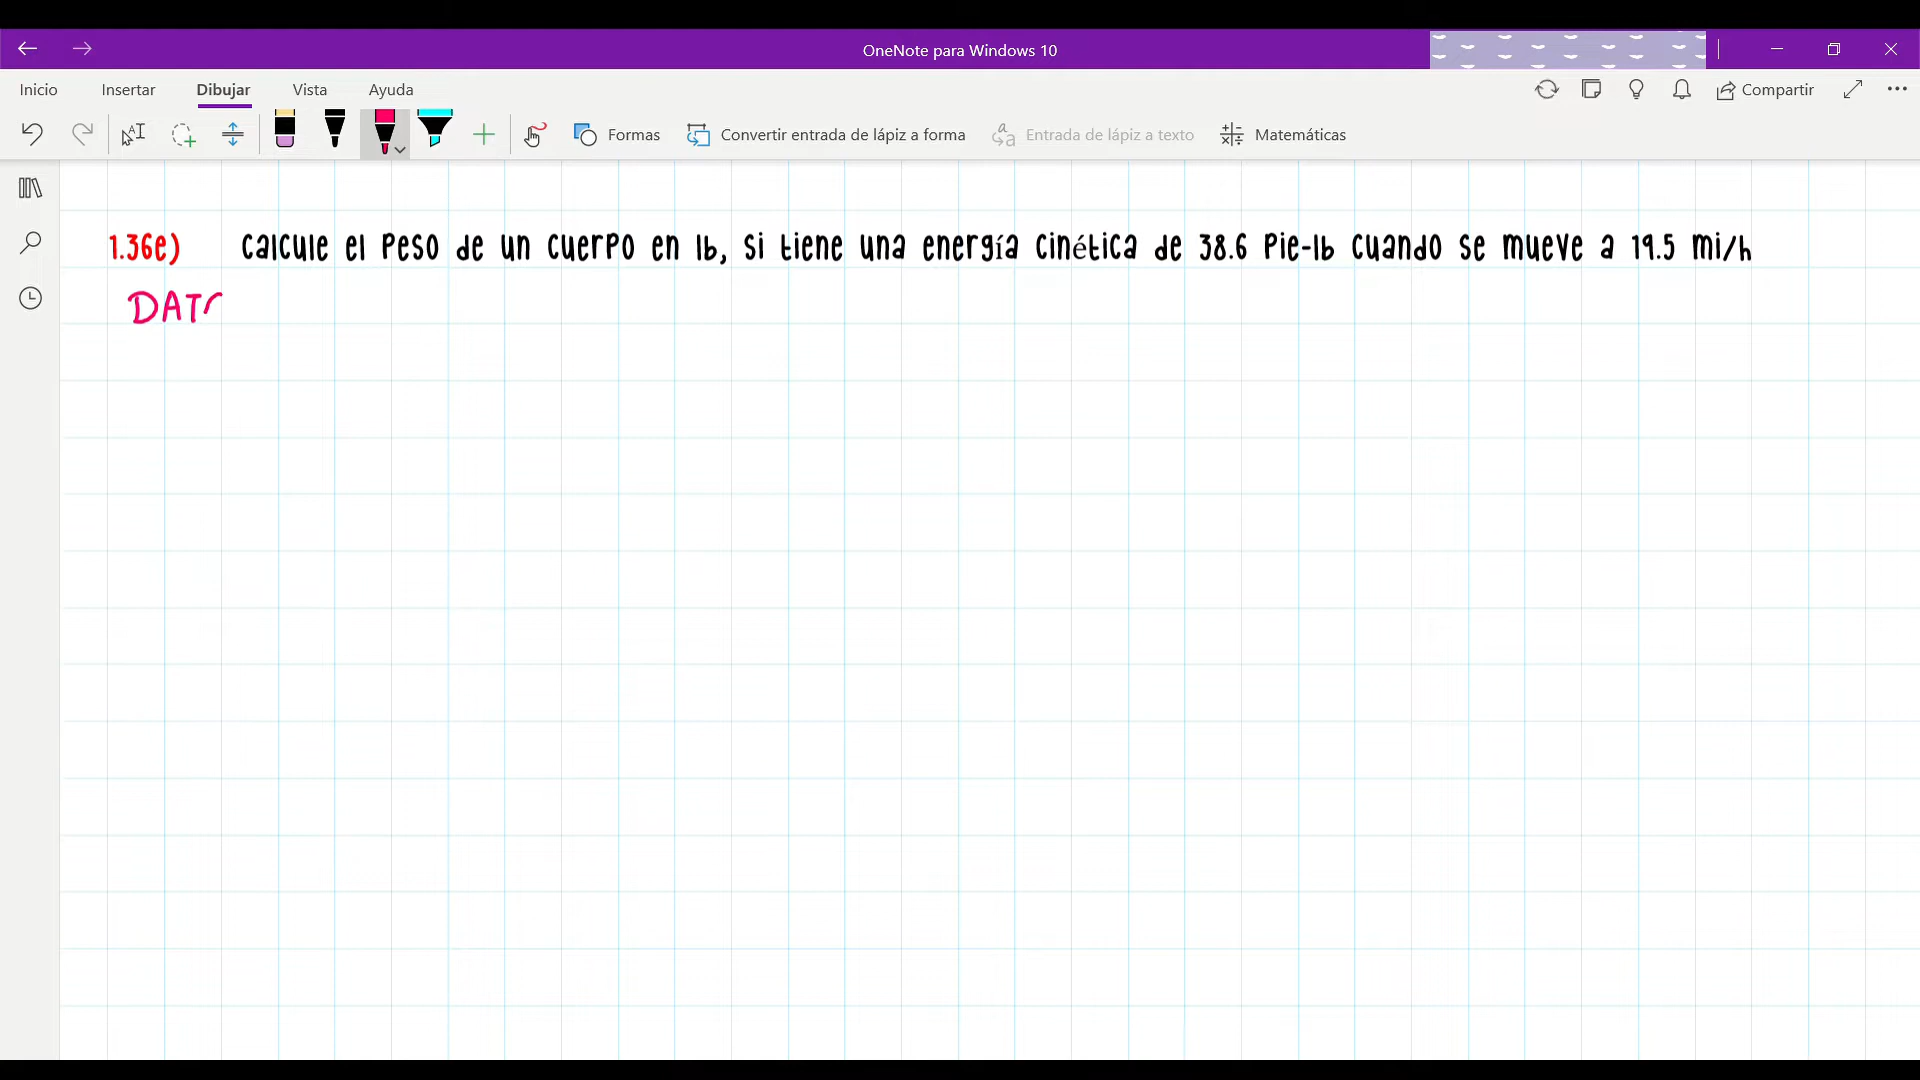 OneNote para Windows 10
Inicio Insertar Dibujar Vista Ayuda Compartir
Formas Convertir entrada de lápiz a forma Entrada de lápiz a texto Matemáticas
1.36e) Calcule el Peso de un cuerpo en lb, si tiene una energía cinética de 38.6 Pie-lb cuando se mueve a 19.5 mi/h
DAT